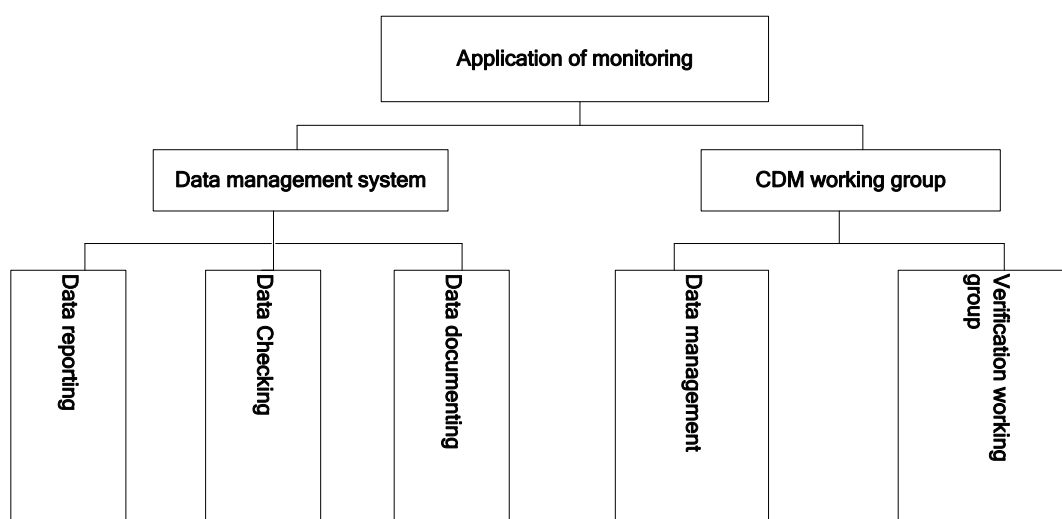 Application of monitoring
Data management system
CDM working group
Data reporting
Data Checking
Data documenting
Data management
Verification working
group